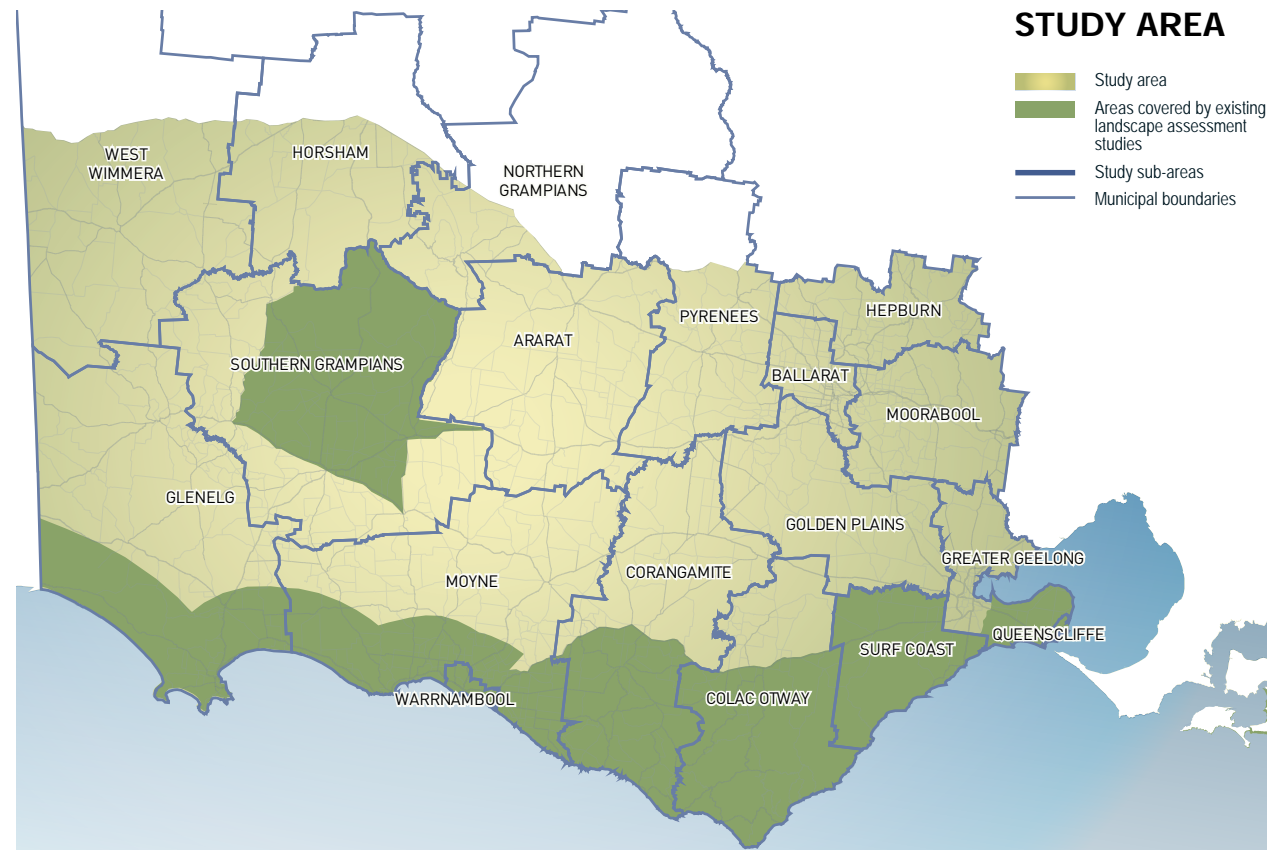 STUDY AREA
Study area
Areas covered by existing
landscape assessment
studies
Study sub-areas
Municipal boundaries
WEST
WIMMERA
HORSHAM
NORTHERN
GRAMPIANS
HEPBURN
PYRENEES
ARARAT
SOUTHERN GRAMPIANS
BALLARAT
MOORABOOL
GLENELG
GOLDEN PLAINS
GREATER GEELONG
MOYNE
CORANGAMITE
QUEENSCLIFFE
SURF COAST
WARRNAMBOOL
COLAC OTWAY